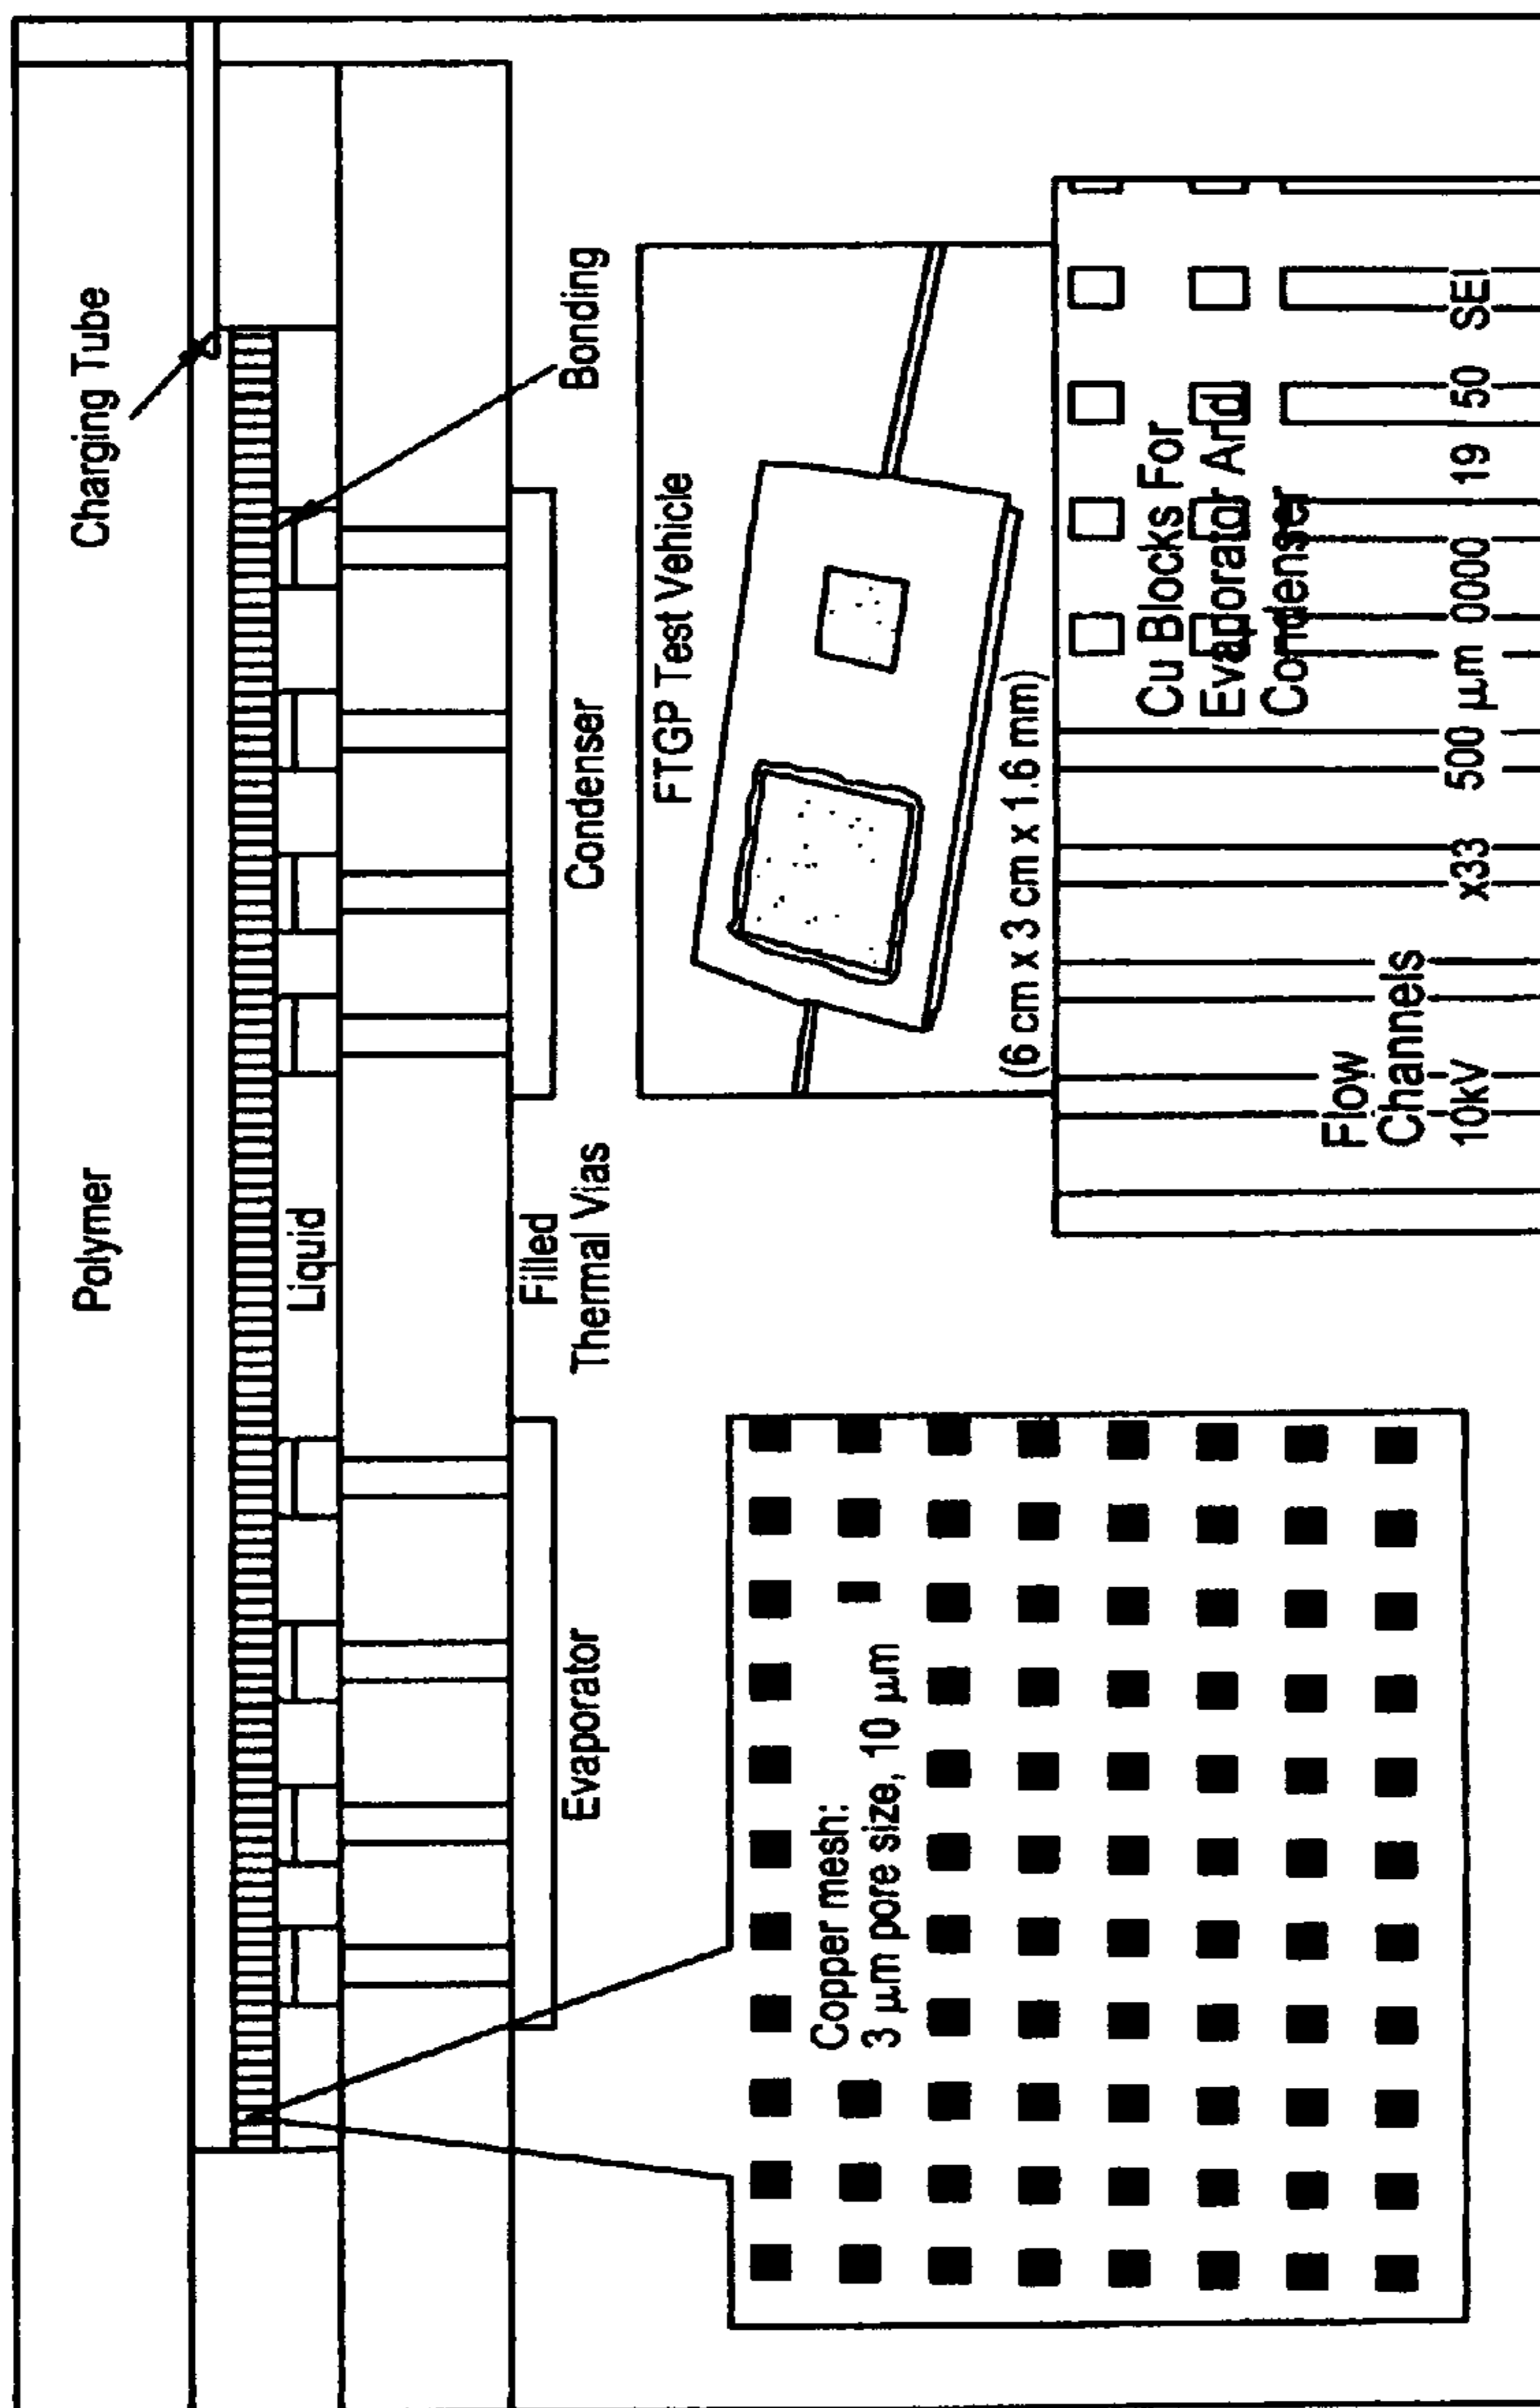 Polymer
Charging Tube
Liquid
Bonding
Filled
Thermal Vias
Evaporator
Condenser
Copper mesh:
3 µm pore size, 10 µm
FTGP Test Vehicle
(6 cm x 3 cm x 1.6 mm)
Cu Blocks For
Evaporator And
Condenser
Flow
Channels
10kV x33 500 µm 0000 19 50 SEI